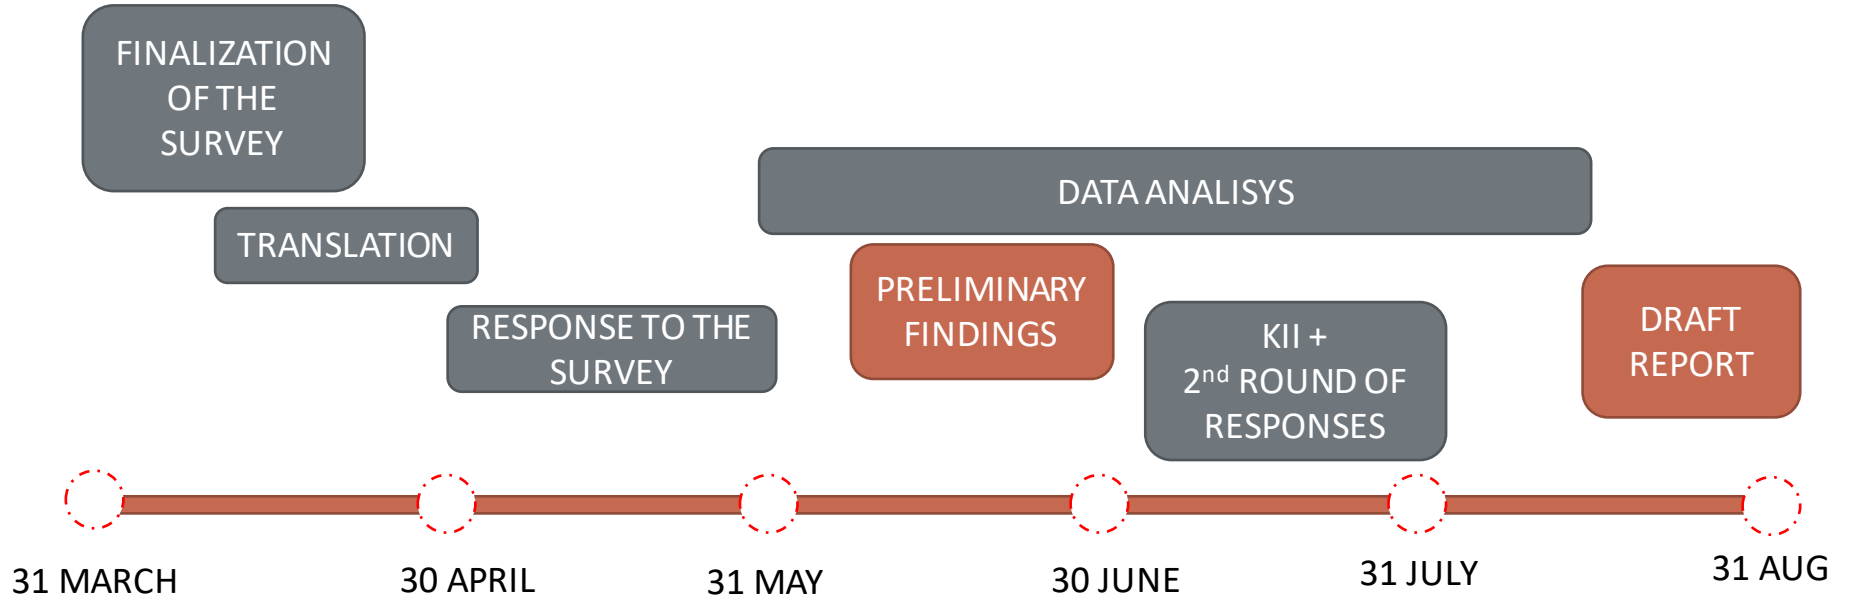 FINALIZATION
OF THE
SURVEY
TRANSLATION
RESPONSE TO THE
SURVEY
DATA ANALISYS
PRELIMINARY
FINDINGS
KII +
2nd ROUND OF
RESPONSES
DRAFT
REPORT
31 MARCH
30 APRIL
31 MAY
30 JUNE
31 JULY
31 AUG